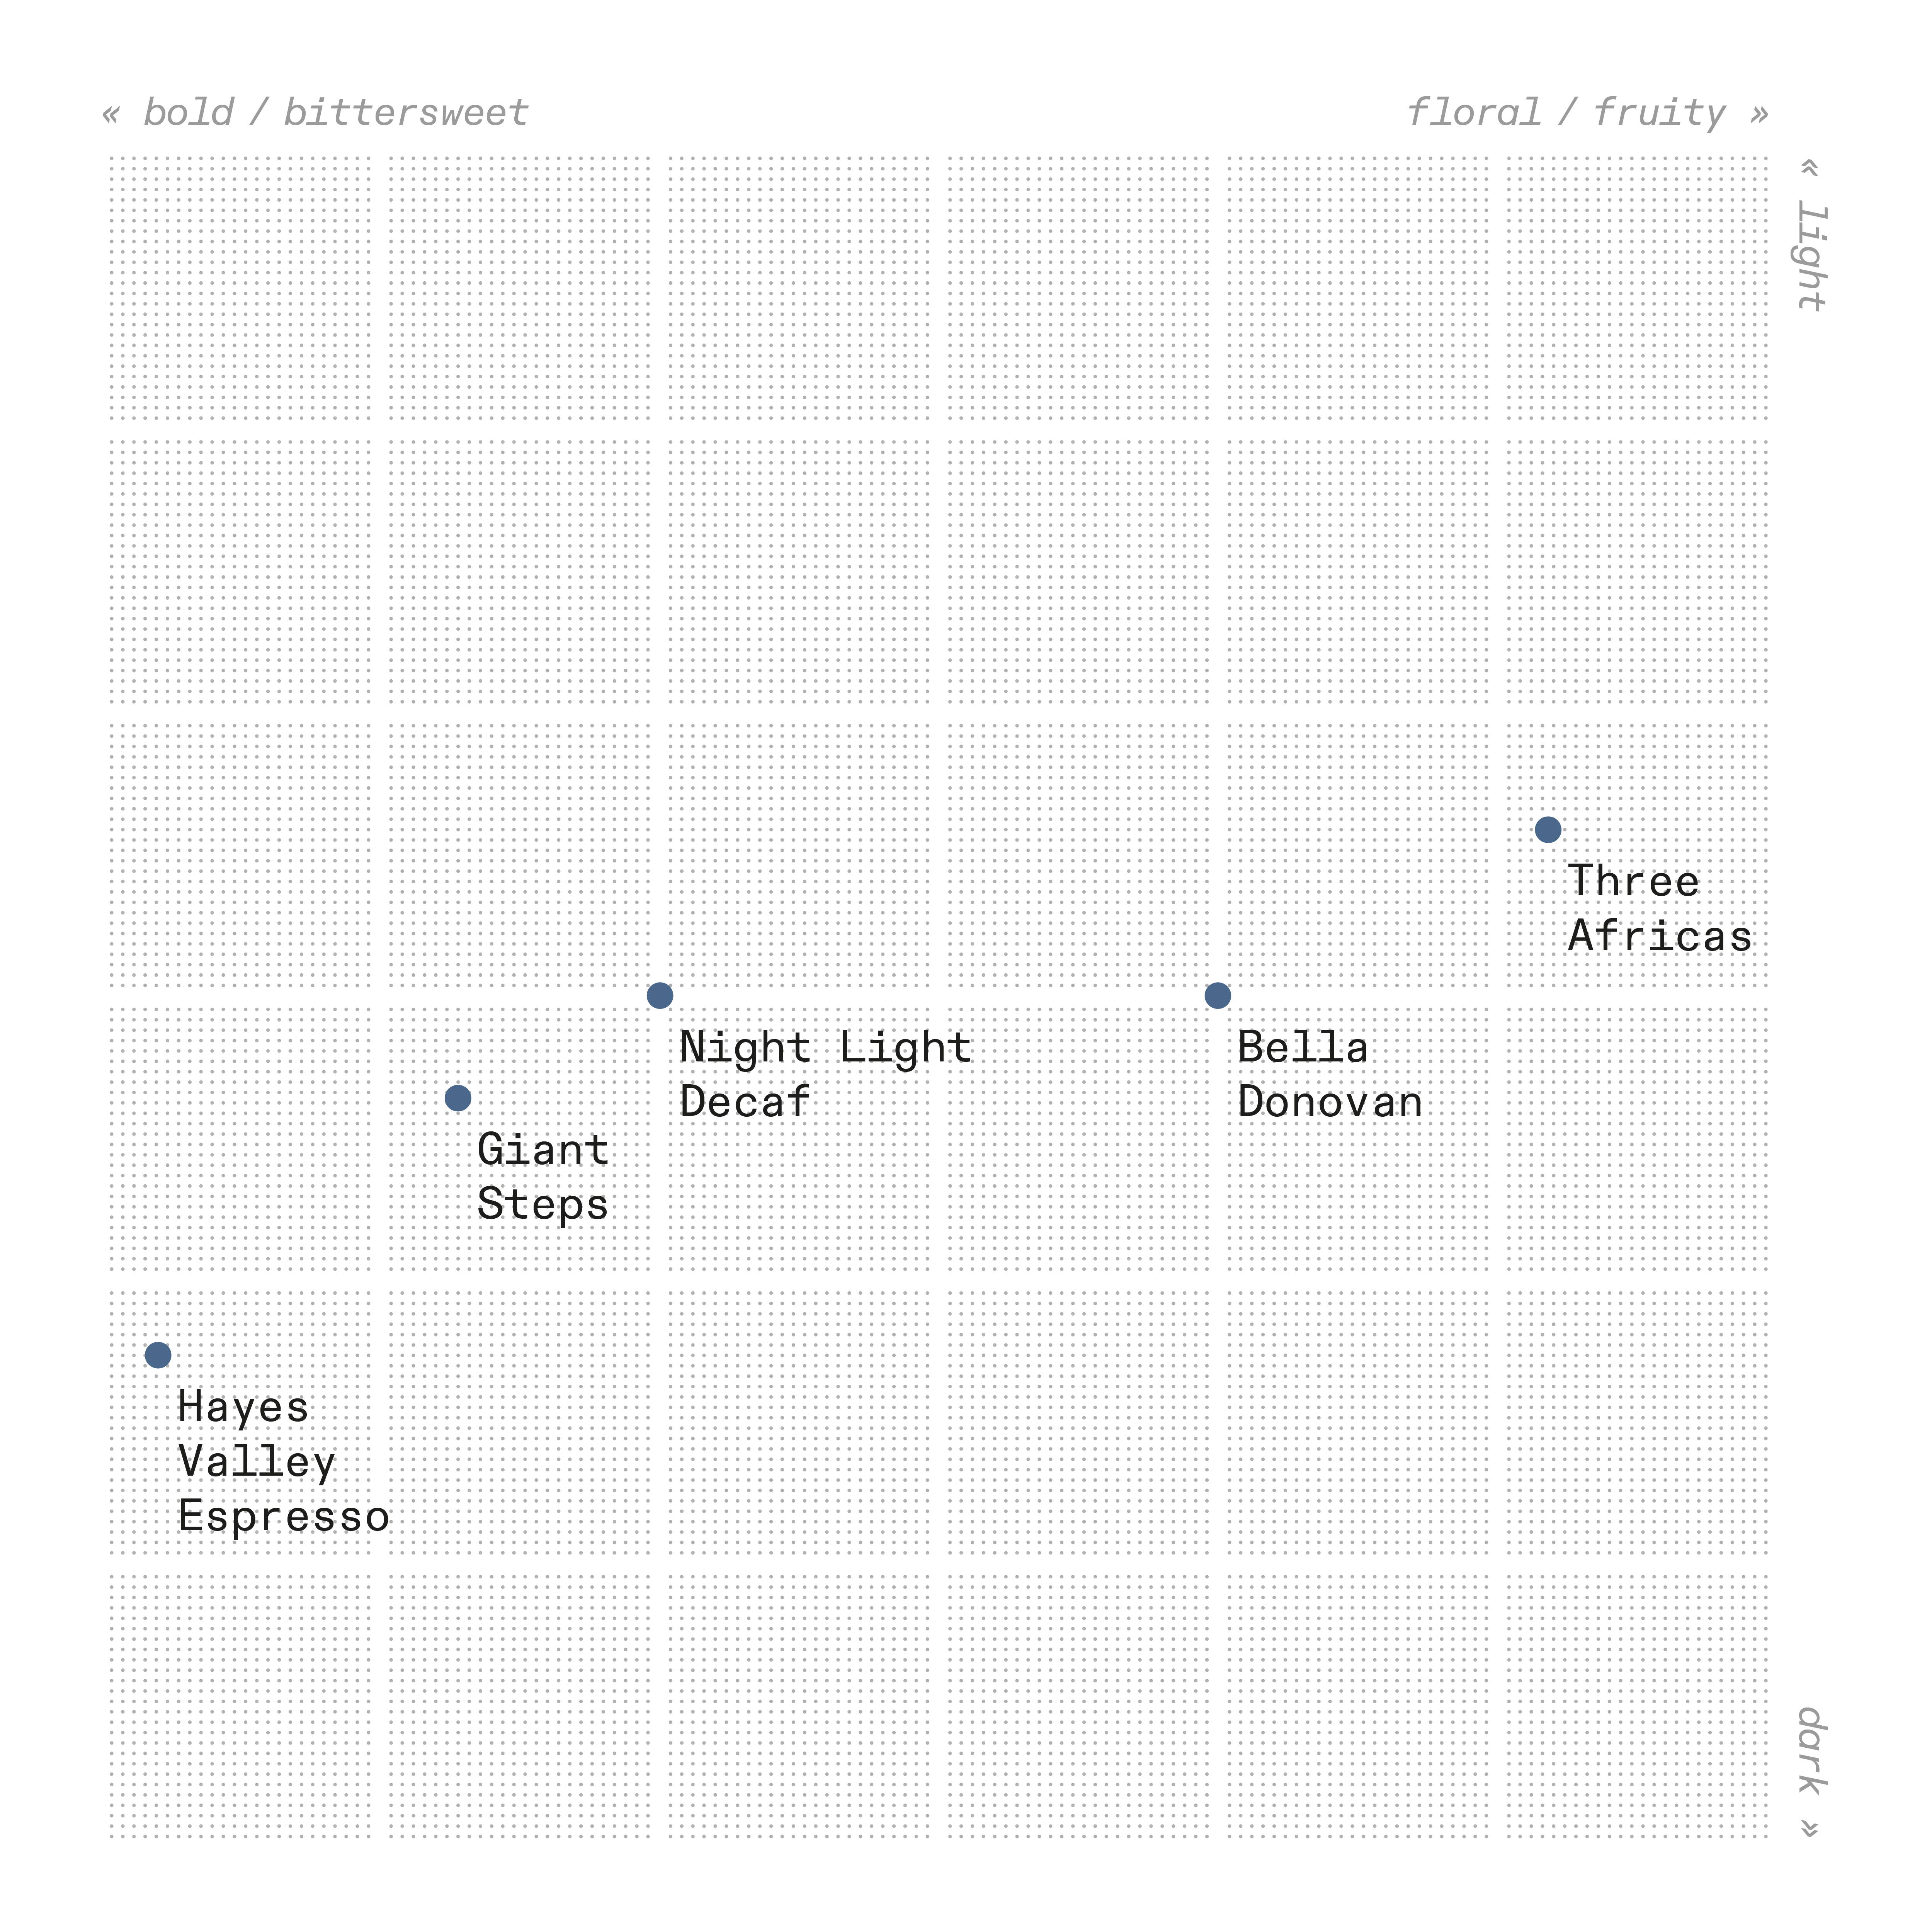 « bold / bittersweet
floral / fruity »
« light
Three
Africas
Night Light
Decaf
Bella
Donovan
Giant
Steps
Hayes
Valley
Espresso
dark »